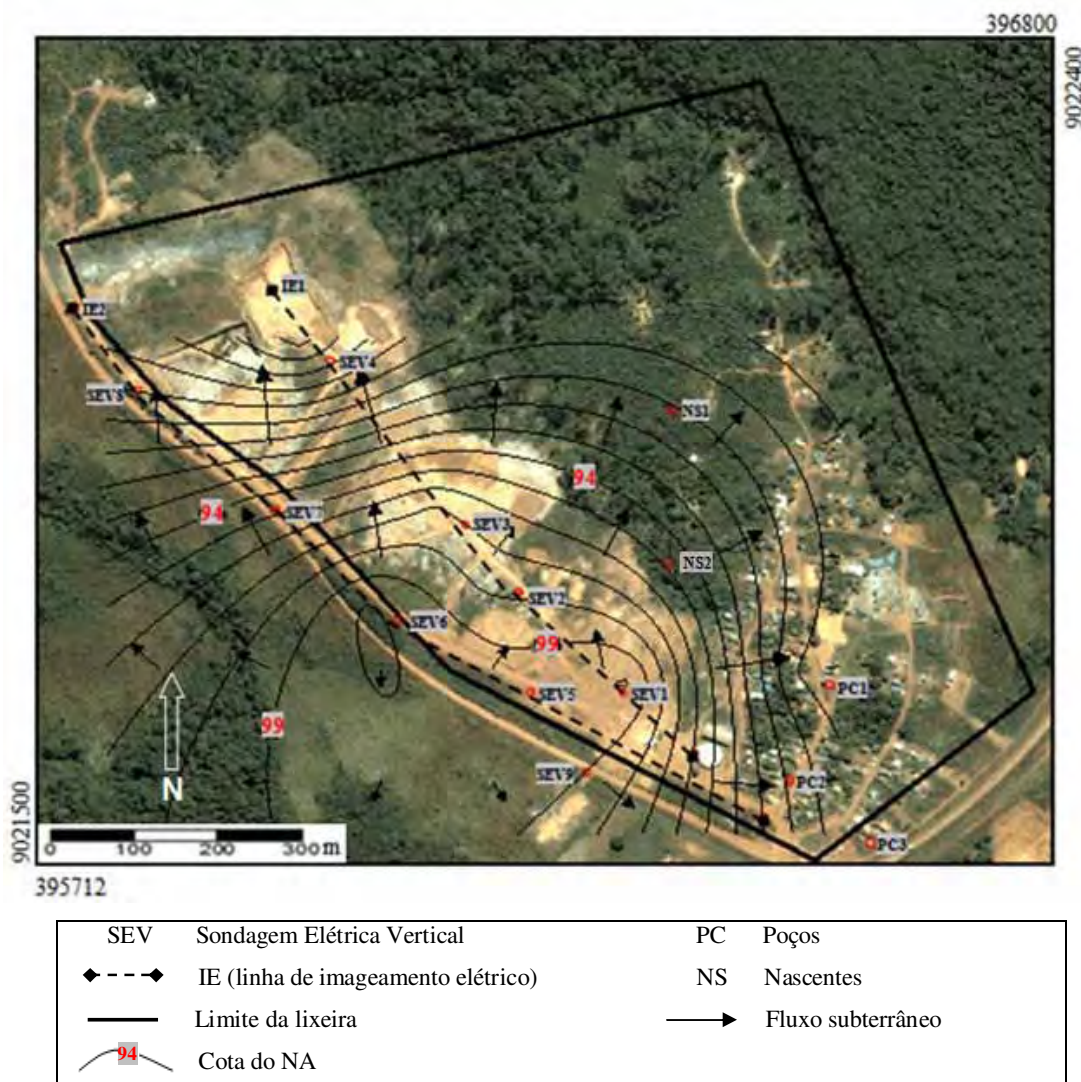 396800
9022400
IE1
IE2
SEV4
SEV8
NS1
94
94
SEV7
SEV3
NS2
SEV2
SEV6
99
SEV5
SEV1
PC1
99
SEV9
PC2
N
9021500
0 100 200 300 m
PC3
395712
SEV Sondagem Elétrica Vertical
PC Poços
IE (linha de imageamento elétrico)
NS Nascentes
Limite da lixeira
Fluxo subterrâneo
94 Cota do NA